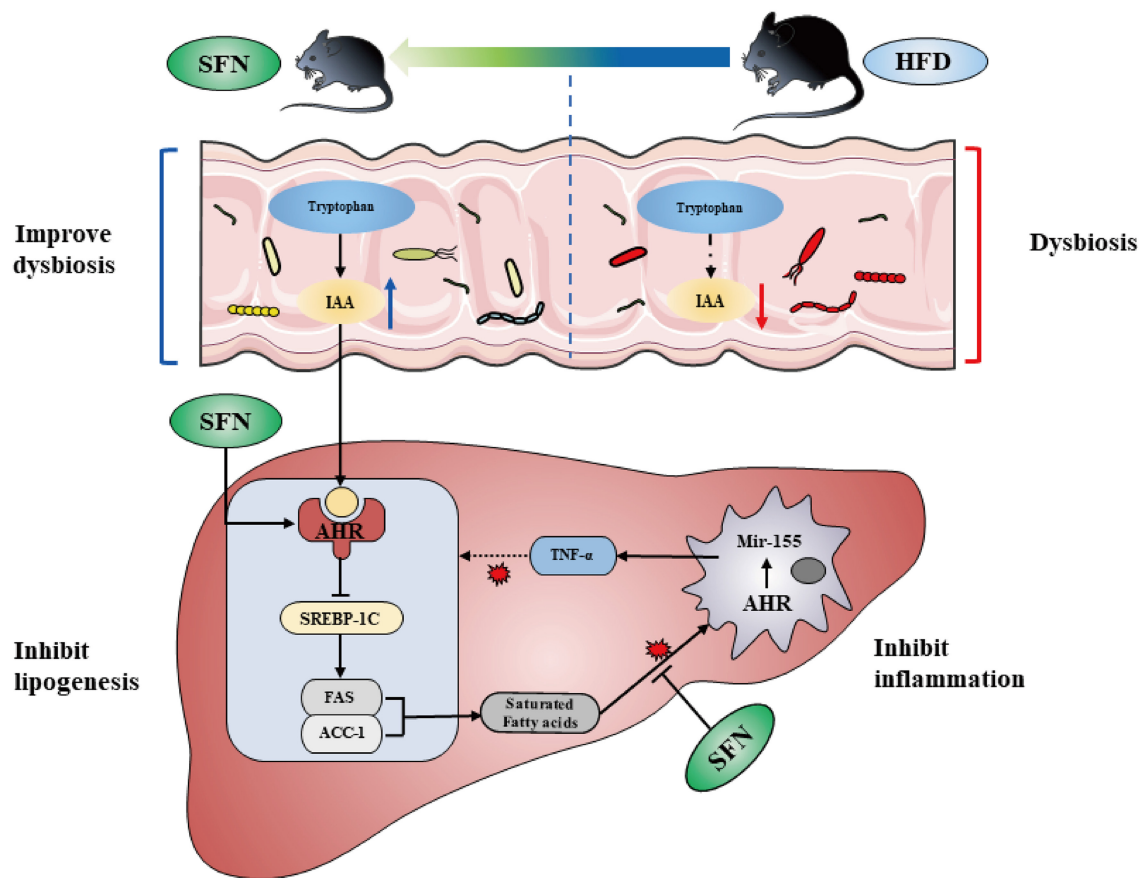 SFN
HFD
Improve
dysbiosis
Tryptophan
IAA
Tryptophan
IAA
Dysbiosis
SFN
AHR
SREBP-1C
FAS
ACC-1
TNF-α
Mir-155
AHR
Saturated
Fatty acids
SFN
Inhibit
lipogenesis
Inhibit
inflammation